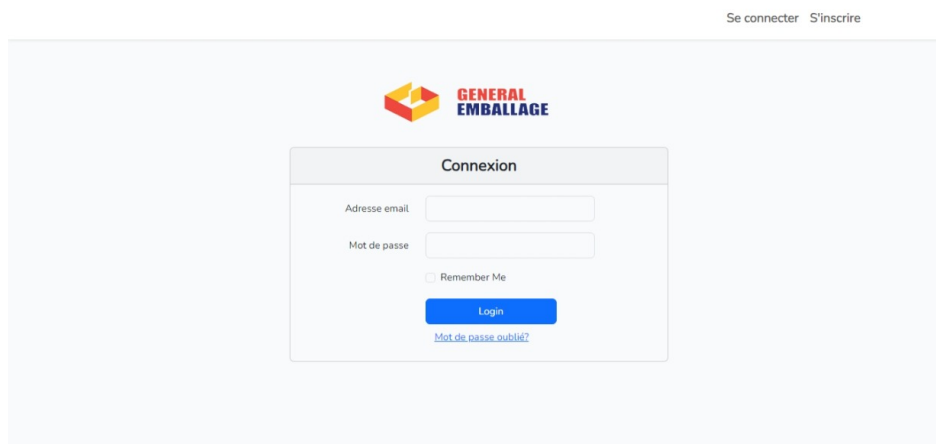 Se connecter S'inscrire
GENERAL
EMBALLAGE
Connexion
Adresse email
Mot de passe
Remember Me
Login
Mot de passe oublié?